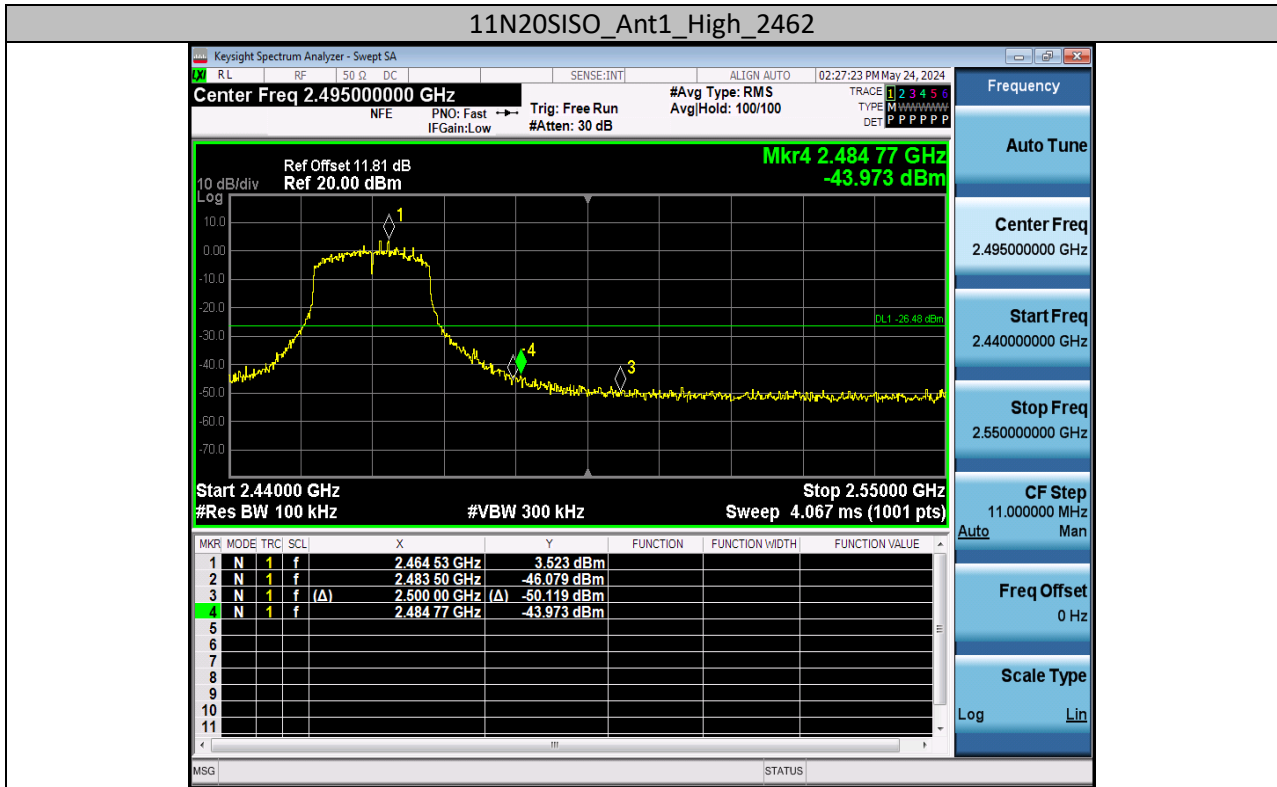 11N20SISO_Ant1_High_2462
Keysight Spectrum Analyzer - Swept SA
LXI RL RF 50 Ω DC SENSE:INT ALIGN AUTO 02:27:23 PM May 24, 2024
Center Freq 2.495000000 GHz
NFE
PNO: Fast
IFGain:Low
Trig: Free Run
#Atten: 30 dB
#Avg Type: RMS
Avg|Hold: 100/100
TRACE 1 2 3 4 5 6
TYPE M WWWWW
DET P P P P P P
Mkr4 2.484 77 GHz
-43.973 dBm
Ref Offset 11.81 dB
10 dB/div Ref 20.00 dBm
Log
10.0
0.00
-10.0
-20.0
-30.0
-40.0
-50.0
-60.0
-70.0
1
4
3
DL1 -26.48 dBm
Start 2.44000 GHz Stop 2.55000 GHz
#Res BW 100 kHz #VBW 300 kHz Sweep 4.067 ms (1001 pts)
MKR MODE TRC SCL X Y FUNCTION FUNCTION WIDTH FUNCTION VALUE
1 N 1 f 2.464 53 GHz 3.523 dBm
2 N 1 f 2.483 50 GHz -46.079 dBm
3 N 1 f (Δ) 2.500 00 GHz (Δ) -50.119 dBm
4 N 1 f 2.484 77 GHz -43.973 dBm
5
6
7
8
9
10
11
MSG STATUS
Frequency
Auto Tune
Center Freq
2.495000000 GHz
Start Freq
2.440000000 GHz
Stop Freq
2.550000000 GHz
CF Step
11.000000 MHz
Auto Man
Freq Offset
0 Hz
Scale Type
Log Lin